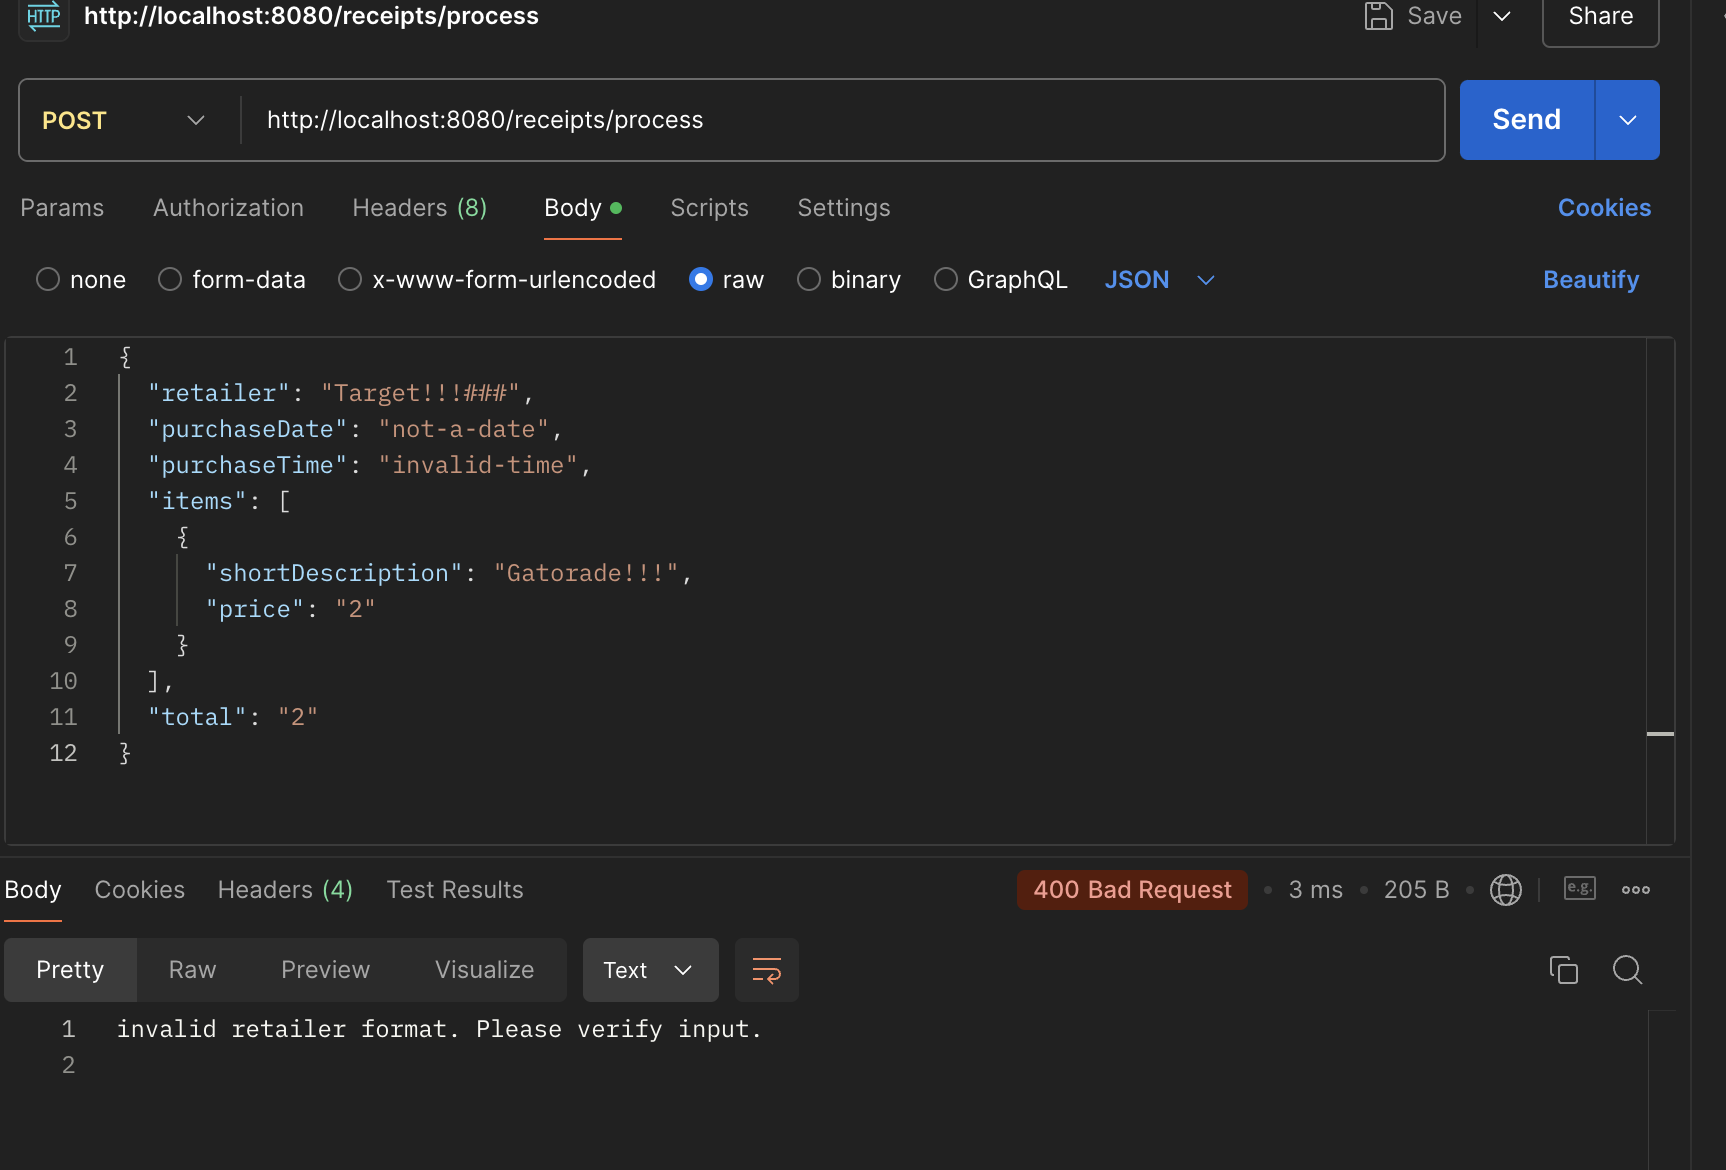 HTTP http://localhost:8080/receipts/process Save Share
POST http://localhost:8080/receipts/process Send
Params Authorization Headers (8) Body Scripts Settings Cookies
none form-data x-www-form-urlencoded raw binary GraphQL JSON Beautify
1 {
2 "retailer": "Target!!!###",
3 "purchaseDate": "not-a-date",
4 "purchaseTime": "invalid-time",
5 "items": [
6 {
7 "shortDescription": "Gatorade!!!",
8 "price": "2"
9 }
10 ],
11 "total": "2"
12 }
Body Cookies Headers (4) Test Results 400 Bad Request • 3 ms • 205 B • e.g.
Pretty Raw Preview Visualize Text
1 invalid retailer format. Please verify input.
2